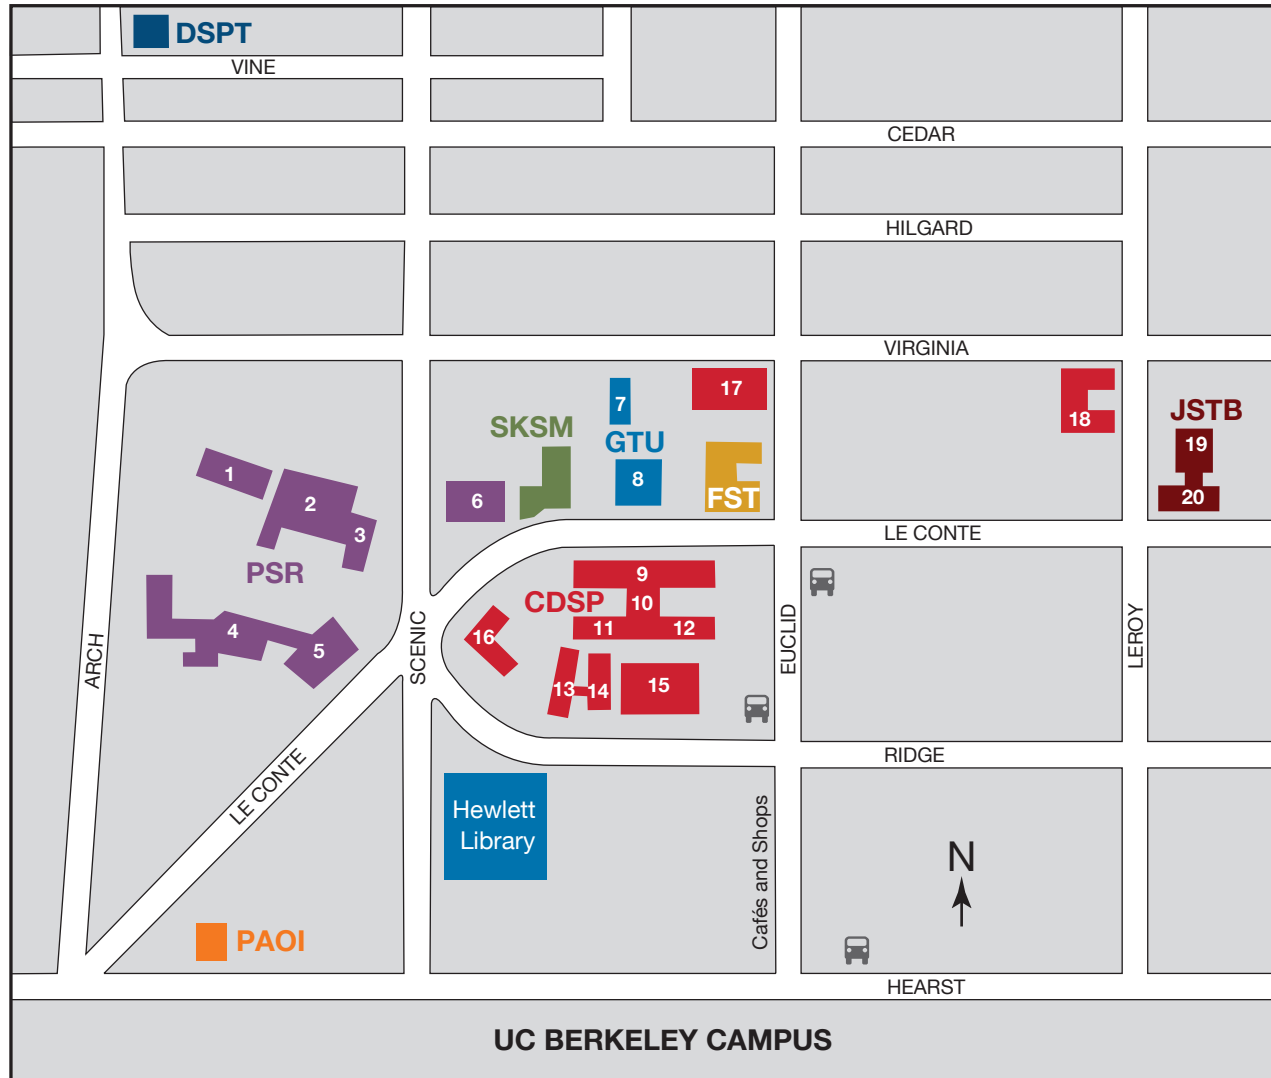 DSPT
VINE
CEDAR
HILGARD
VIRGINIA
17
7
18
JSTB
SKSM
GTU
19
1
2
6
8
FST
20
3
LE CONTE
PSR
9
CDSP
10
4
5
16
11
12
13
14
15
ARCH
SCENIC
EUCLID
LEROY
RIDGE
LE CONTE
Hewlett
Library
Cafés and Shops
N
PAOI
HEARST
UC BERKELEY CAMPUS